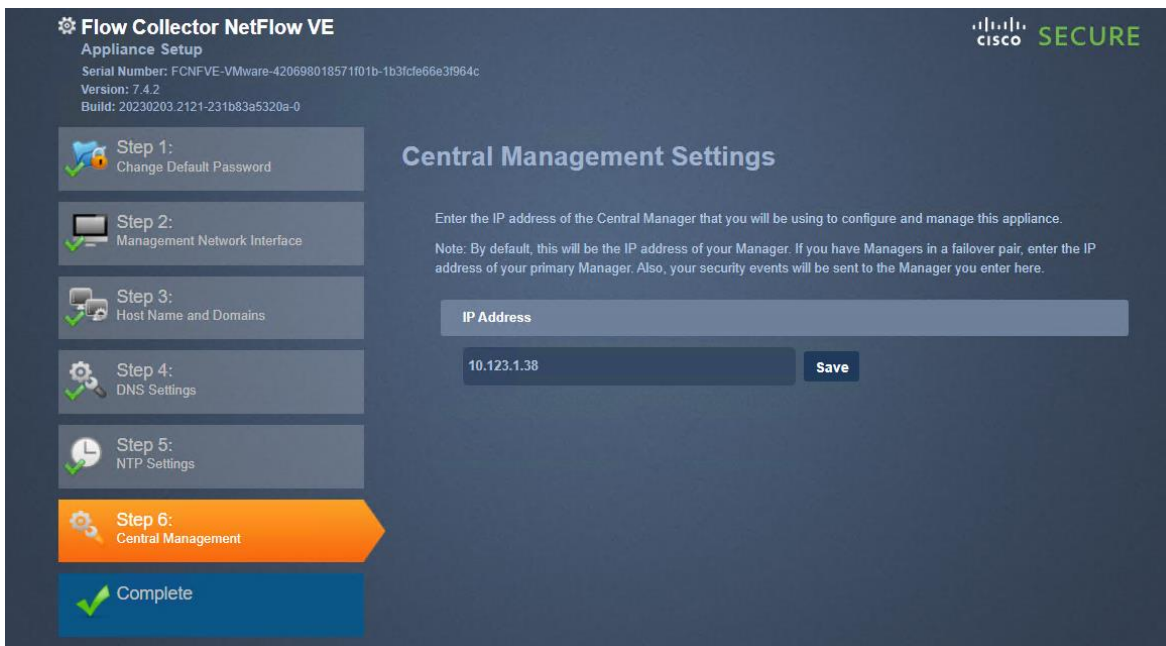 Flow Collector NetFlow VE
Appliance Setup
Serial Number: FCNFVE-VMware-420698018571f01b-1b3fcfe66e3f964c
Version: 7.4.2
Build: 20230203.2121-231b83a5320a-0
CISCO SECURE
Step 1:
Change Default Password
Step 2:
Management Network Interface
Step 3:
Host Name and Domains
Step 4:
DNS Settings
Step 5:
NTP Settings
Step 6:
Central Management
Complete
Central Management Settings
Enter the IP address of the Central Manager that you will be using to configure and manage this appliance.
Note: By default, this will be the IP address of your Manager. If you have Managers in a failover pair, enter the IP
address of your primary Manager. Also, your security events will be sent to the Manager you enter here.
IP Address
10.123.1.38
Save